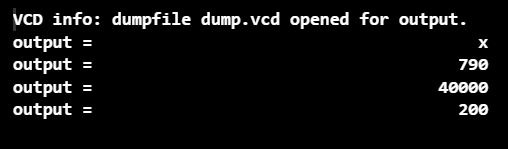 VCD info: dumpfile dump.vcd opened for output.
output = x
output = 790
output = 40000
output = 200